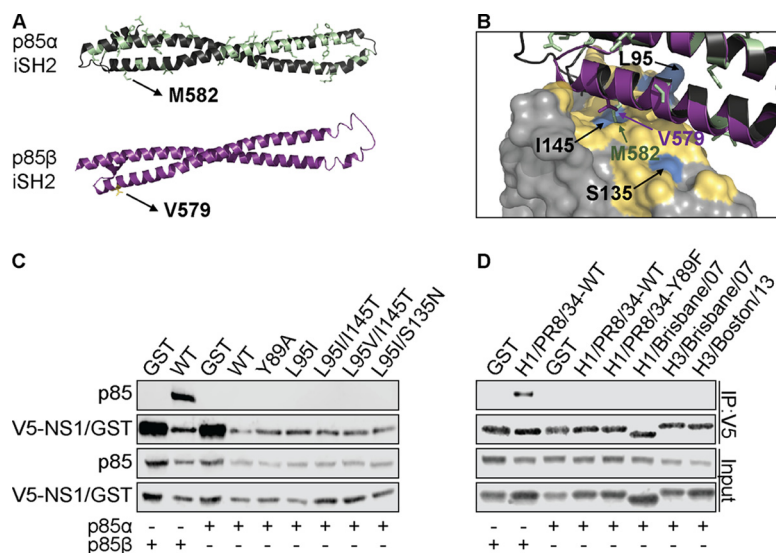 A
p85α
iSH2
M582
p85β
iSH2
V579
B
L95
I145
V579
M582
S135
C
GST
WT
GST
WT
Y89A
L95I
L95I/I145T
L95V/I145T
L95I/S135N
p85
V5-NS1/GST
p85
V5-NS1/GST
p85α - - + + + + + + +
p85β + + - - - - - - -
D
GST
H1/PR8/34-WT
GST
H1/PR8/34-WT
H1/PR8/34-Y89F
H1/Brisbane/07
H3/Brisbane/07
H3/Boston/13
IP:V5
Input
- - + + + + + +
+ + - - - - - -